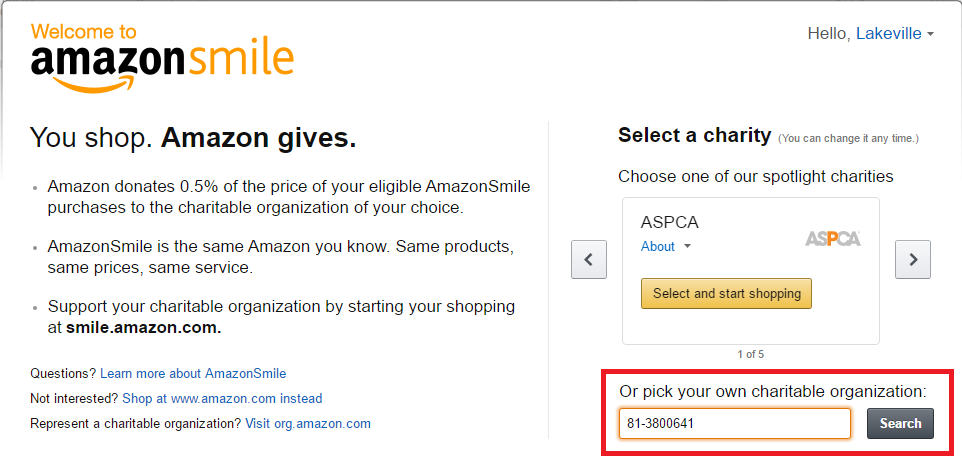 Welcome to
amazonsmile
Hello, Lakeville
You shop. Amazon gives.
Amazon donates 0.5% of the price of your eligible AmazonSmile
purchases to the charitable organization of your choice.
AmazonSmile is the same Amazon you know. Same products,
same prices, same service.
Support your charitable organization by starting your shopping
at smile.amazon.com.
Questions? Learn more about AmazonSmile
Not interested? Shop at www.amazon.com instead
Represent a charitable organization? Visit org.amazon.com
Select a charity (You can change it any time.)
Choose one of our spotlight charities
ASPCA
ASPCA
About
Select and start shopping
1 of 5
Or pick your own charitable organization:
81-3800641
Search